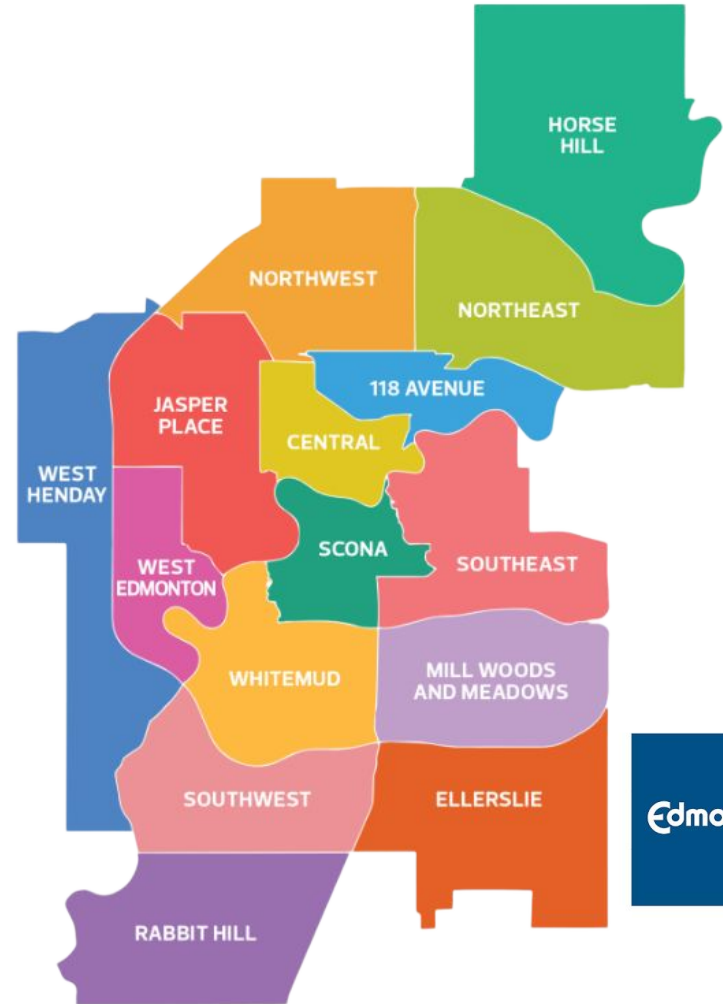 HORSE
HILL
NORTHWEST
NORTHEAST
118 AVENUE
JASPER
PLACE
CENTRAL
WEST
HENDAY
SCONA
SOUTHEAST
WEST
EDMONTON
WHITEMUD
MILL WOODS
AND MEADOWS
SOUTHWEST
ELLERSLIE
Edmo
RABBIT HILL